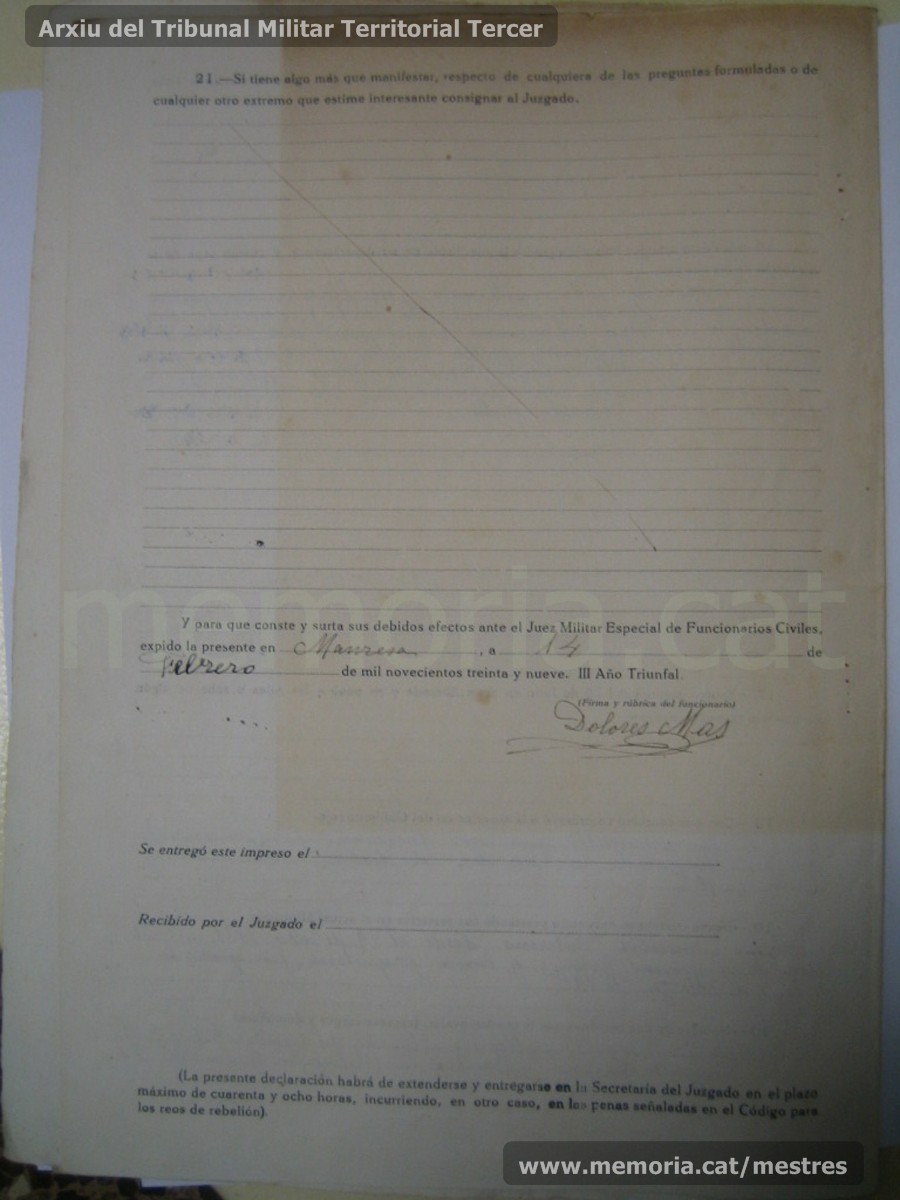 Arxiu del Tribunal Militar Territorial Tercer
21.—Si tiene algo más que manifestar, respecto de cualquiera de las preguntas formuladas o de
cualquier otro extremo que estime interesante consignar al Juzgado.
memoria.cat
Y para que conste y surta sus debidos efectos ante el Juez Militar Especial de Funcionarios Civiles,
expido la presente en Manresa, a 14 de
Febrero de mil novecientos treinta y nueve. III Año Triunfal.
(Firma y rúbrica del funcionario)
Dolores Mas
Se entregó este impreso el
Recibido por el Juzgado el
(La presente declaración habrá de extenderse y entregarse en la Secretaría del Juzgado en el plazo
máximo de cuarenta y ocho horas, incurriendo, en otro caso, en las penas señaladas en el Código para
los reos de rebelión).
www.memoria.cat/mestres